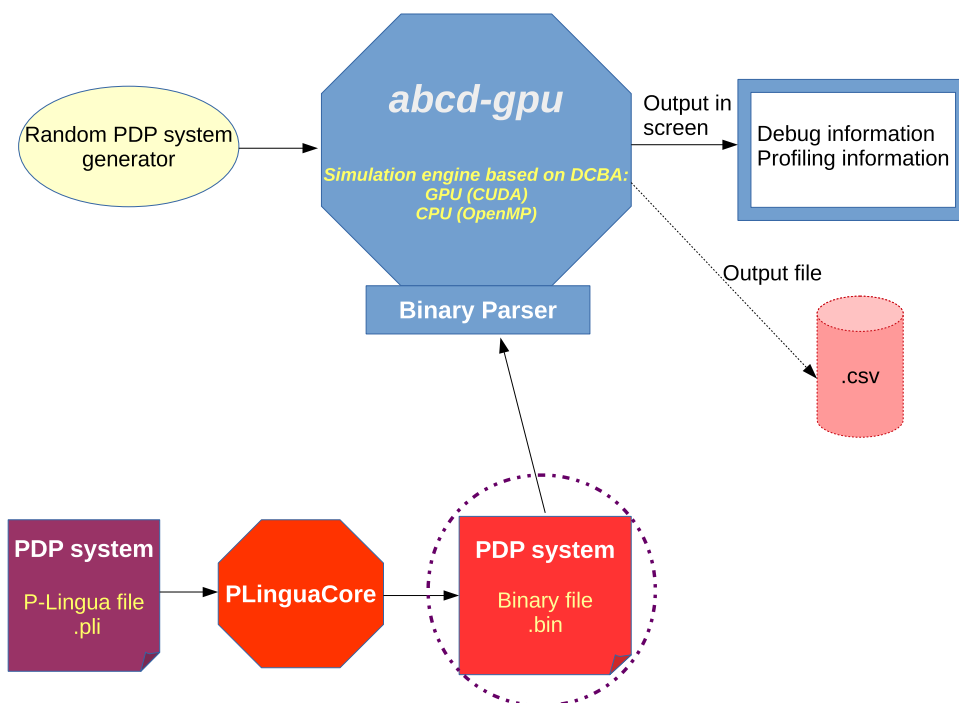 abcd-gpu
Simulation engine based on DCBA:
GPU (CUDA)
CPU (OpenMP)
Binary Parser
Random PDP system
generator
Output in
screen
Debug information
Profiling information
Output file
.csv
PDP system
P-Lingua file
.pli
PLinguaCore
PDP system
Binary file
.bin